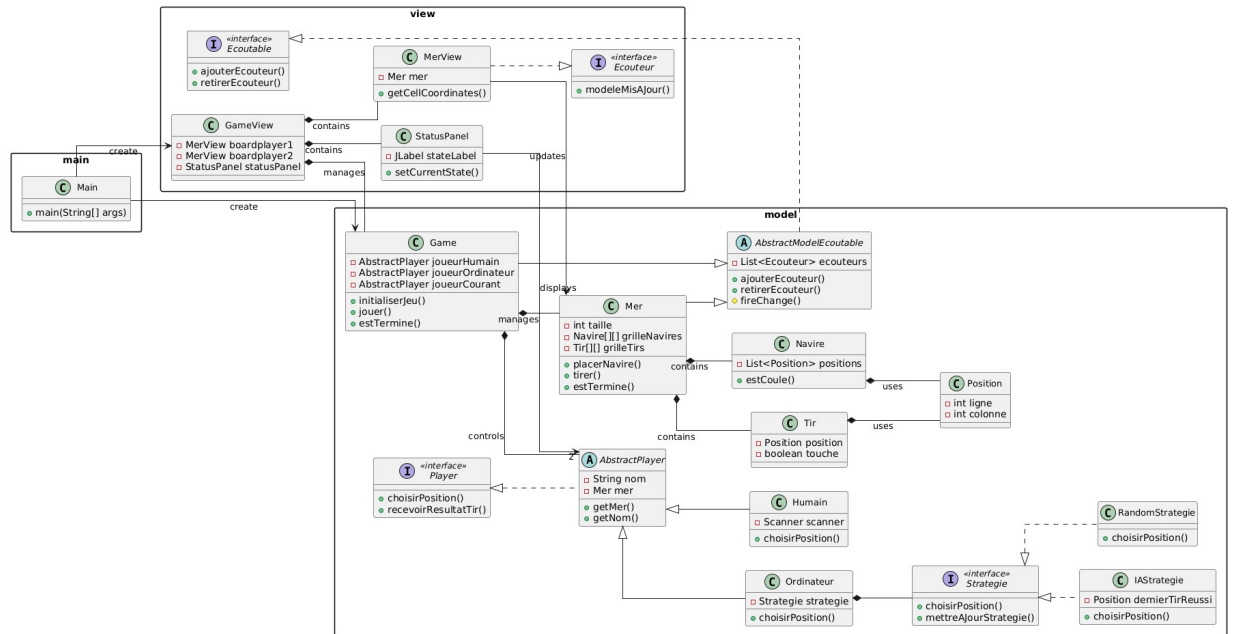 view
I «interface»
Ecoutable
ajouterEcouteur()
retirerEcouteur()
C MerView
Mer mer
getCellCoordinates()
I «interface»
Ecouteur
modeleMisAJour()
C GameView
MerView boardplayer1
MerView boardplayer2
StatusPanel statusPanel
contains
contains
manages
C StatusPanel
JLabel stateLabel
setCurrentState()
updates
create
main
C Main
main(String[] args)
create
model
C Game
AbstractPlayer joueurHumain
AbstractPlayer joueurOrdinateur
AbstractPlayer joueurCourant
initialiserJeu()
jouer()
estTermine()
A AbstractModelEcoutable
List<Ecouteur> ecouteurs
ajouterEcouteur()
retirerEcouteur()
fireChange()
displays
manages
C Mer
int taille
Navire[][] grilleNavires
Tir[][] grilleTirs
placerNavire()
tirer()
estTermine()
contains
C Navire
List<Position> positions
estCoule()
uses
C Position
int ligne
int colonne
C Tir
Position position
boolean touche
uses
contains
controls
2
I «interface»
Player
choisirPosition()
recevoirResultatTir()
A AbstractPlayer
String nom
Mer mer
getMer()
getNom()
C Humain
Scanner scanner
choisirPosition()
C RandomStrategie
choisirPosition()
C Ordinateur
Strategie strategie
choisirPosition()
I «interface»
Strategie
choisirPosition()
mettreAJourStrategie()
C IAStrategie
Position dernierTirReussi
choisirPosition()